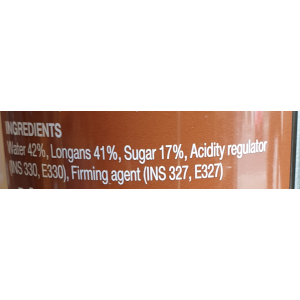 INGREDIENTS
Water 42%, Longans 41%, Sugar 17%, Acidity regulator
(INS 330, E330), Firming agent (INS 327, E327)